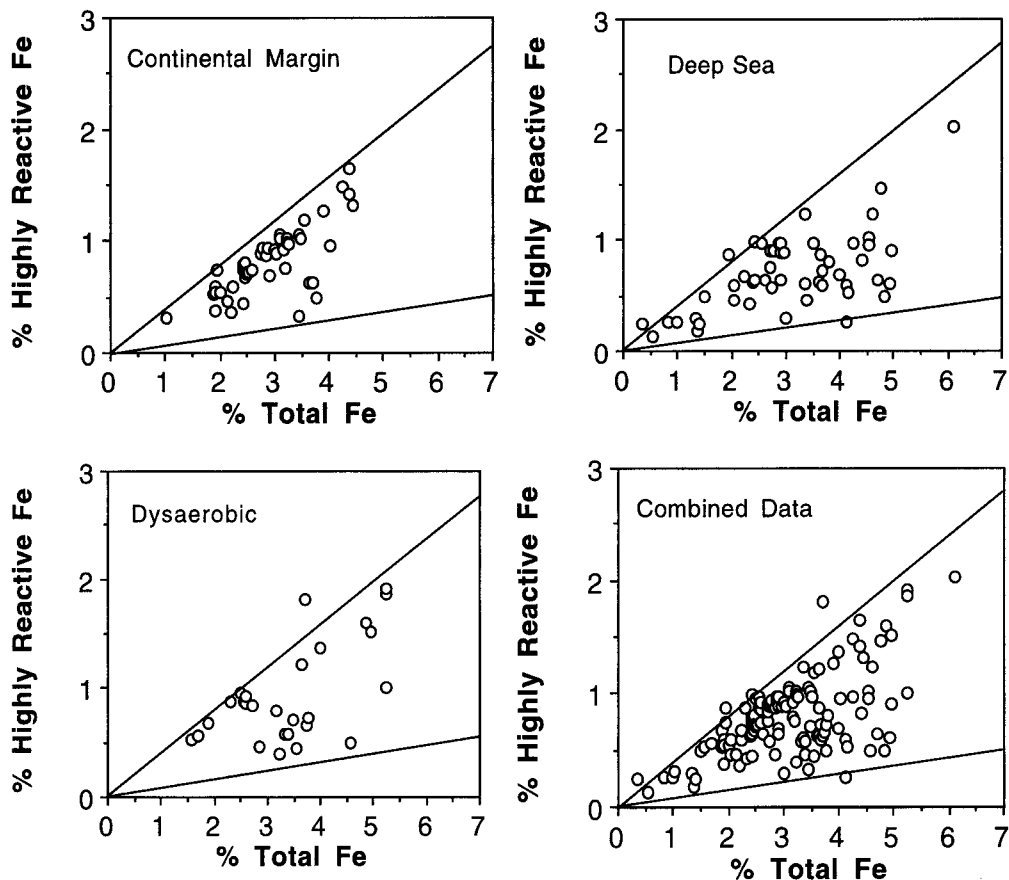 3
Continental Margin
2
1
0
0 1 2 3 4 5 6 7
% Total Fe
% Highly Reactive Fe
3
Deep Sea
2
1
0
0 1 2 3 4 5 6 7
% Total Fe
% Highly Reactive Fe
3
Dysaerobic
2
1
0
0 1 2 3 4 5 6 7
% Total Fe
% Highly Reactive Fe
3
Combined Data
2
1
0
0 1 2 3 4 5 6 7
% Total Fe
% Highly Reactive Fe